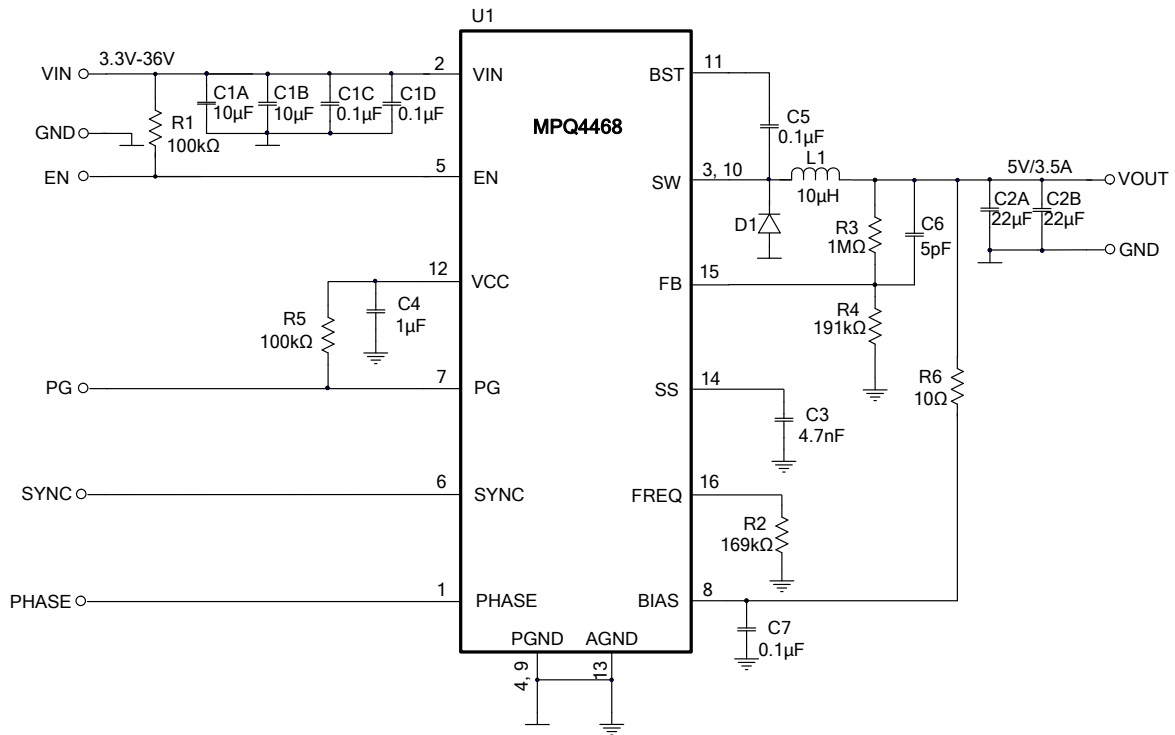 U1
MPQ4468
VIN
3.3V-36V
2
VIN
C1A
10μF
C1B
10μF
C1C
0.1μF
C1D
0.1μF
GND
R1
100kΩ
EN
5
EN
12
VCC
C4
1μF
R5
100kΩ
PG
7
PG
SYNC
6
SYNC
PHASE
1
PHASE
PGND
AGND
4, 9
13
BST
11
C5
0.1μF
SW
3, 10
L1
10μH
D1
R3
1MΩ
C6
5pF
5V/3.5A
VOUT
C2A
22μF
C2B
22μF
GND
FB
15
R4
191kΩ
SS
14
C3
4.7nF
R6
10Ω
FREQ
16
R2
169kΩ
BIAS
8
C7
0.1μF